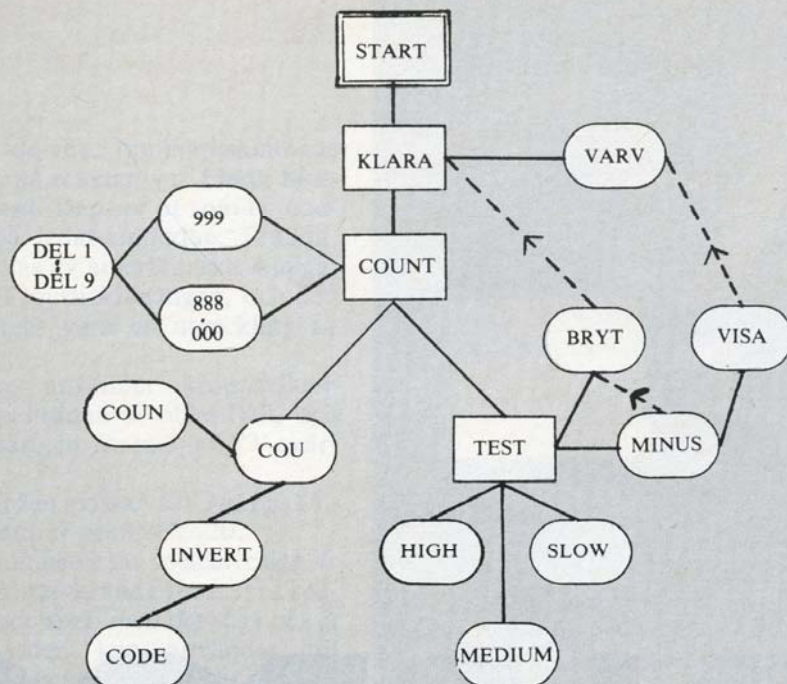 START
KLARA
VARV
999
DEL 1
DEL 9
COUNT
888
000
BRYT
VISA
COUN
COU
TEST
MINUS
INVERT
HIGH
SLOW
CODE
MEDIUM